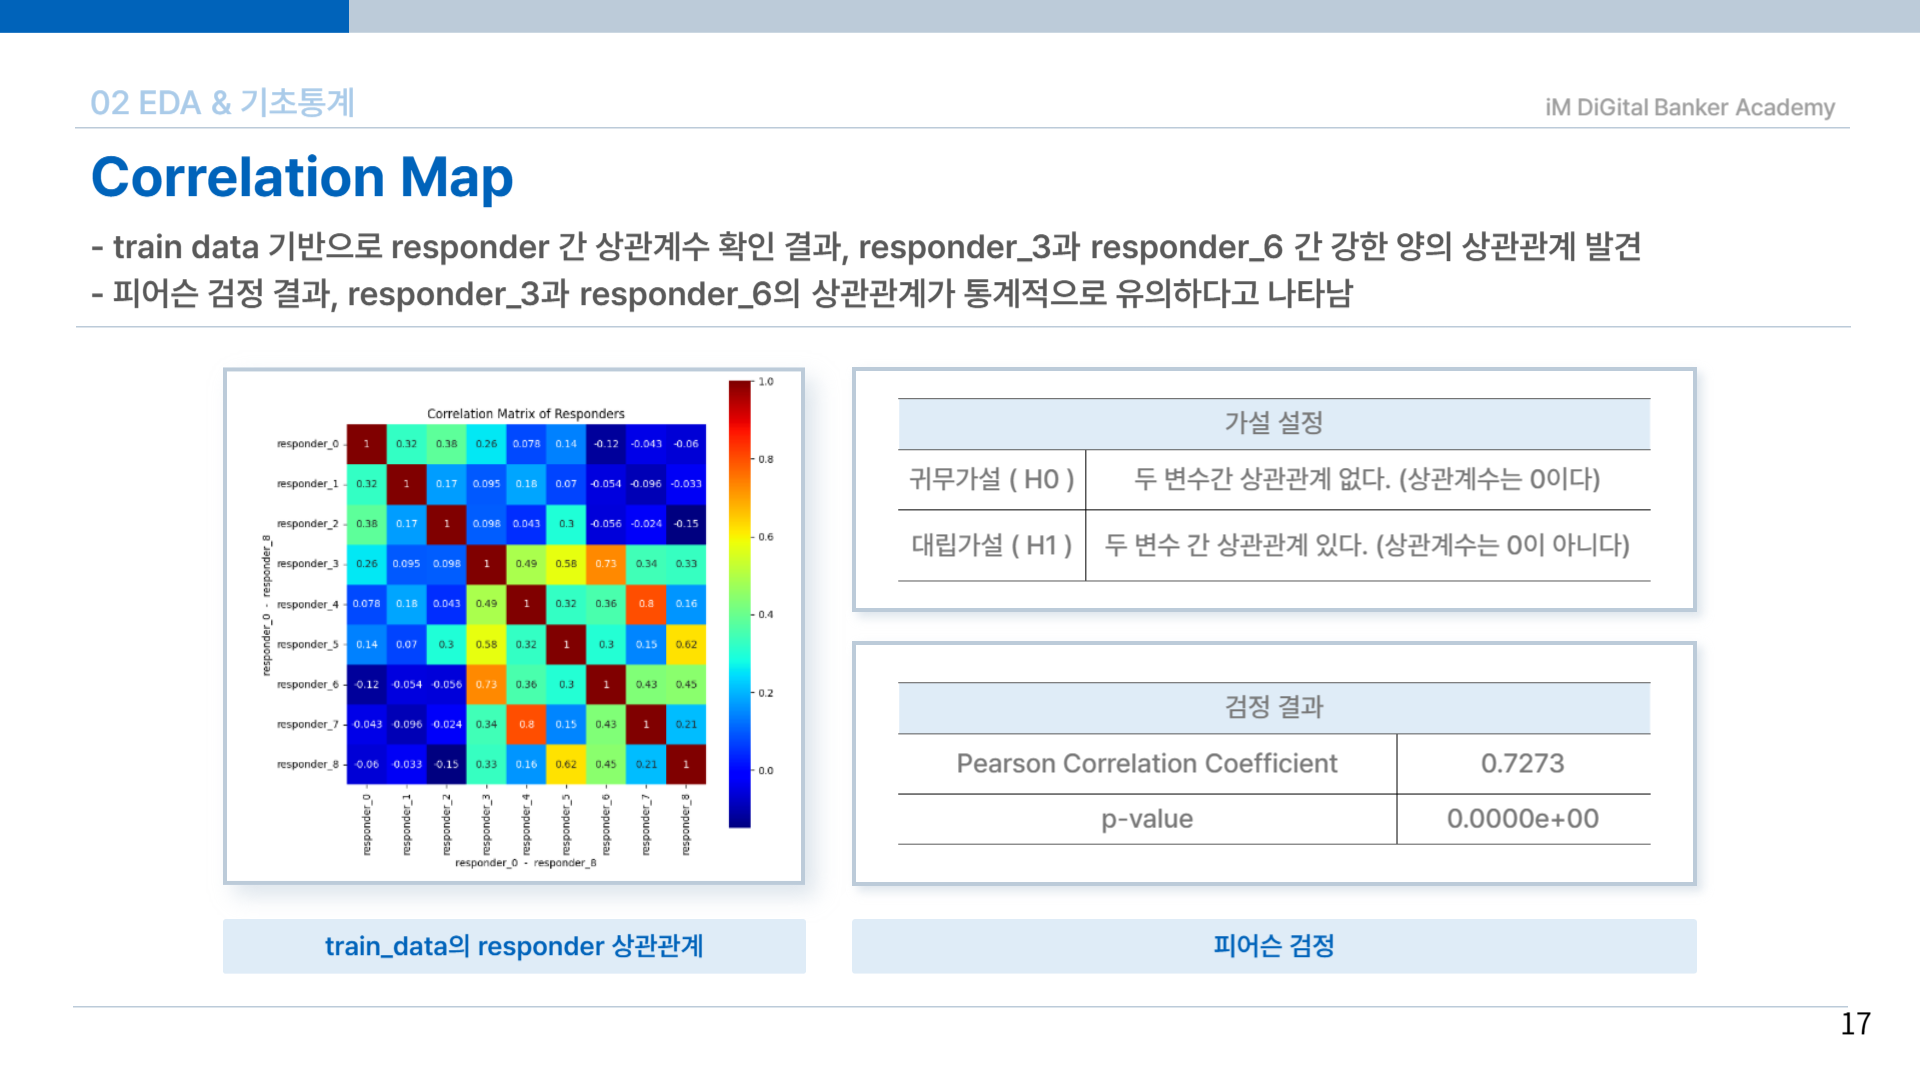 02 EDA & 기초통계
iM DiGital Banker Academy
Correlation Map
- train data 기반으로 responder 간 상관계수 확인 결과, responder_3과 responder_6 간 강한 양의 상관관계 발견
- 피어슨 검정 결과, responder_3과 responder_6의 상관관계가 통계적으로 유의하다고 나타남
Correlation Matrix of Responders
responder_0 1 0.32 0.38 0.26 0.078 0.14 -0.12 -0.043 -0.06
responder_1 0.32 1 0.17 0.095 0.18 0.07 -0.054 -0.096 -0.033
responder_2 0.38 0.17 1 0.098 0.043 0.3 -0.056 -0.024 -0.15
responder_3 0.26 0.095 0.098 1 0.49 0.58 0.73 0.34 0.33
responder_4 0.078 0.18 0.043 0.49 1 0.32 0.36 0.8 0.16
responder_5 0.14 0.07 0.3 0.58 0.32 1 0.3 0.15 0.62
responder_6 -0.12 -0.054 -0.056 0.73 0.36 0.3 1 0.43 0.45
responder_7 -0.043 -0.096 -0.024 0.34 0.8 0.15 0.43 1 0.21
responder_8 -0.06 -0.033 -0.15 0.33 0.16 0.62 0.45 0.21 1
responder_0 - responder_8
responder_0 responder_1 responder_2 responder_3 responder_4 responder_5 responder_6 responder_7 responder_8
responder_0 - responder_8
1.0
0.8
0.6
0.4
0.2
0.0
train_data의 responder 상관관계
가설 설정
귀무가설 ( H0 ) 두 변수간 상관관계 없다. (상관계수는 0이다)
대립가설 ( H1 ) 두 변수 간 상관관계 있다. (상관계수는 0이 아니다)
검정 결과
Pearson Correlation Coefficient 0.7273
p-value 0.0000e+00
피어슨 검정
17